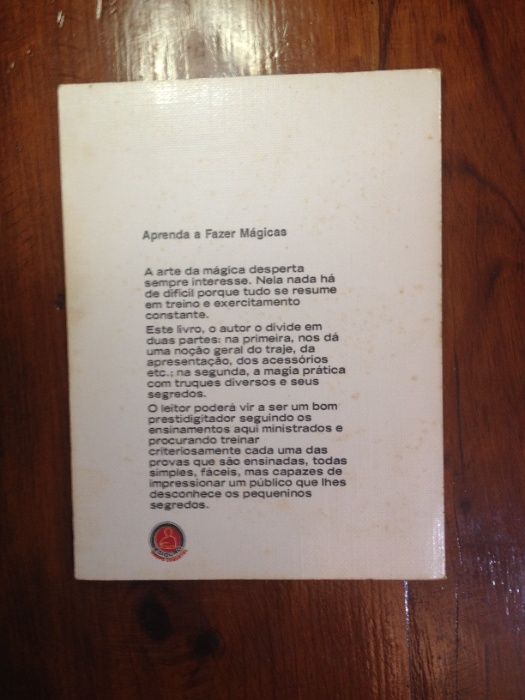 Aprenda a Fazer Mágicas
A arte da mágica desperta
sempre interesse. Nela nada há
de difícil porque tudo se resume
em treino e exercitamento
constante.
Este livro, o autor o divide em
duas partes: na primeira, nos dá
uma noção geral do traje, da
apresentação, dos acessórios
etc.; na segunda, a magia prática
com truques diversos e seus
segredos.
O leitor poderá vir a ser um bom
prestidigitador seguindo os
ensinamentos aqui ministrados e
procurando treinar
criteriosamente cada uma das
provas que são ensinadas, todas
simples, fáceis, mas capazes de
impressionar um público que lhes
desconhece os pequeninos
segredos.